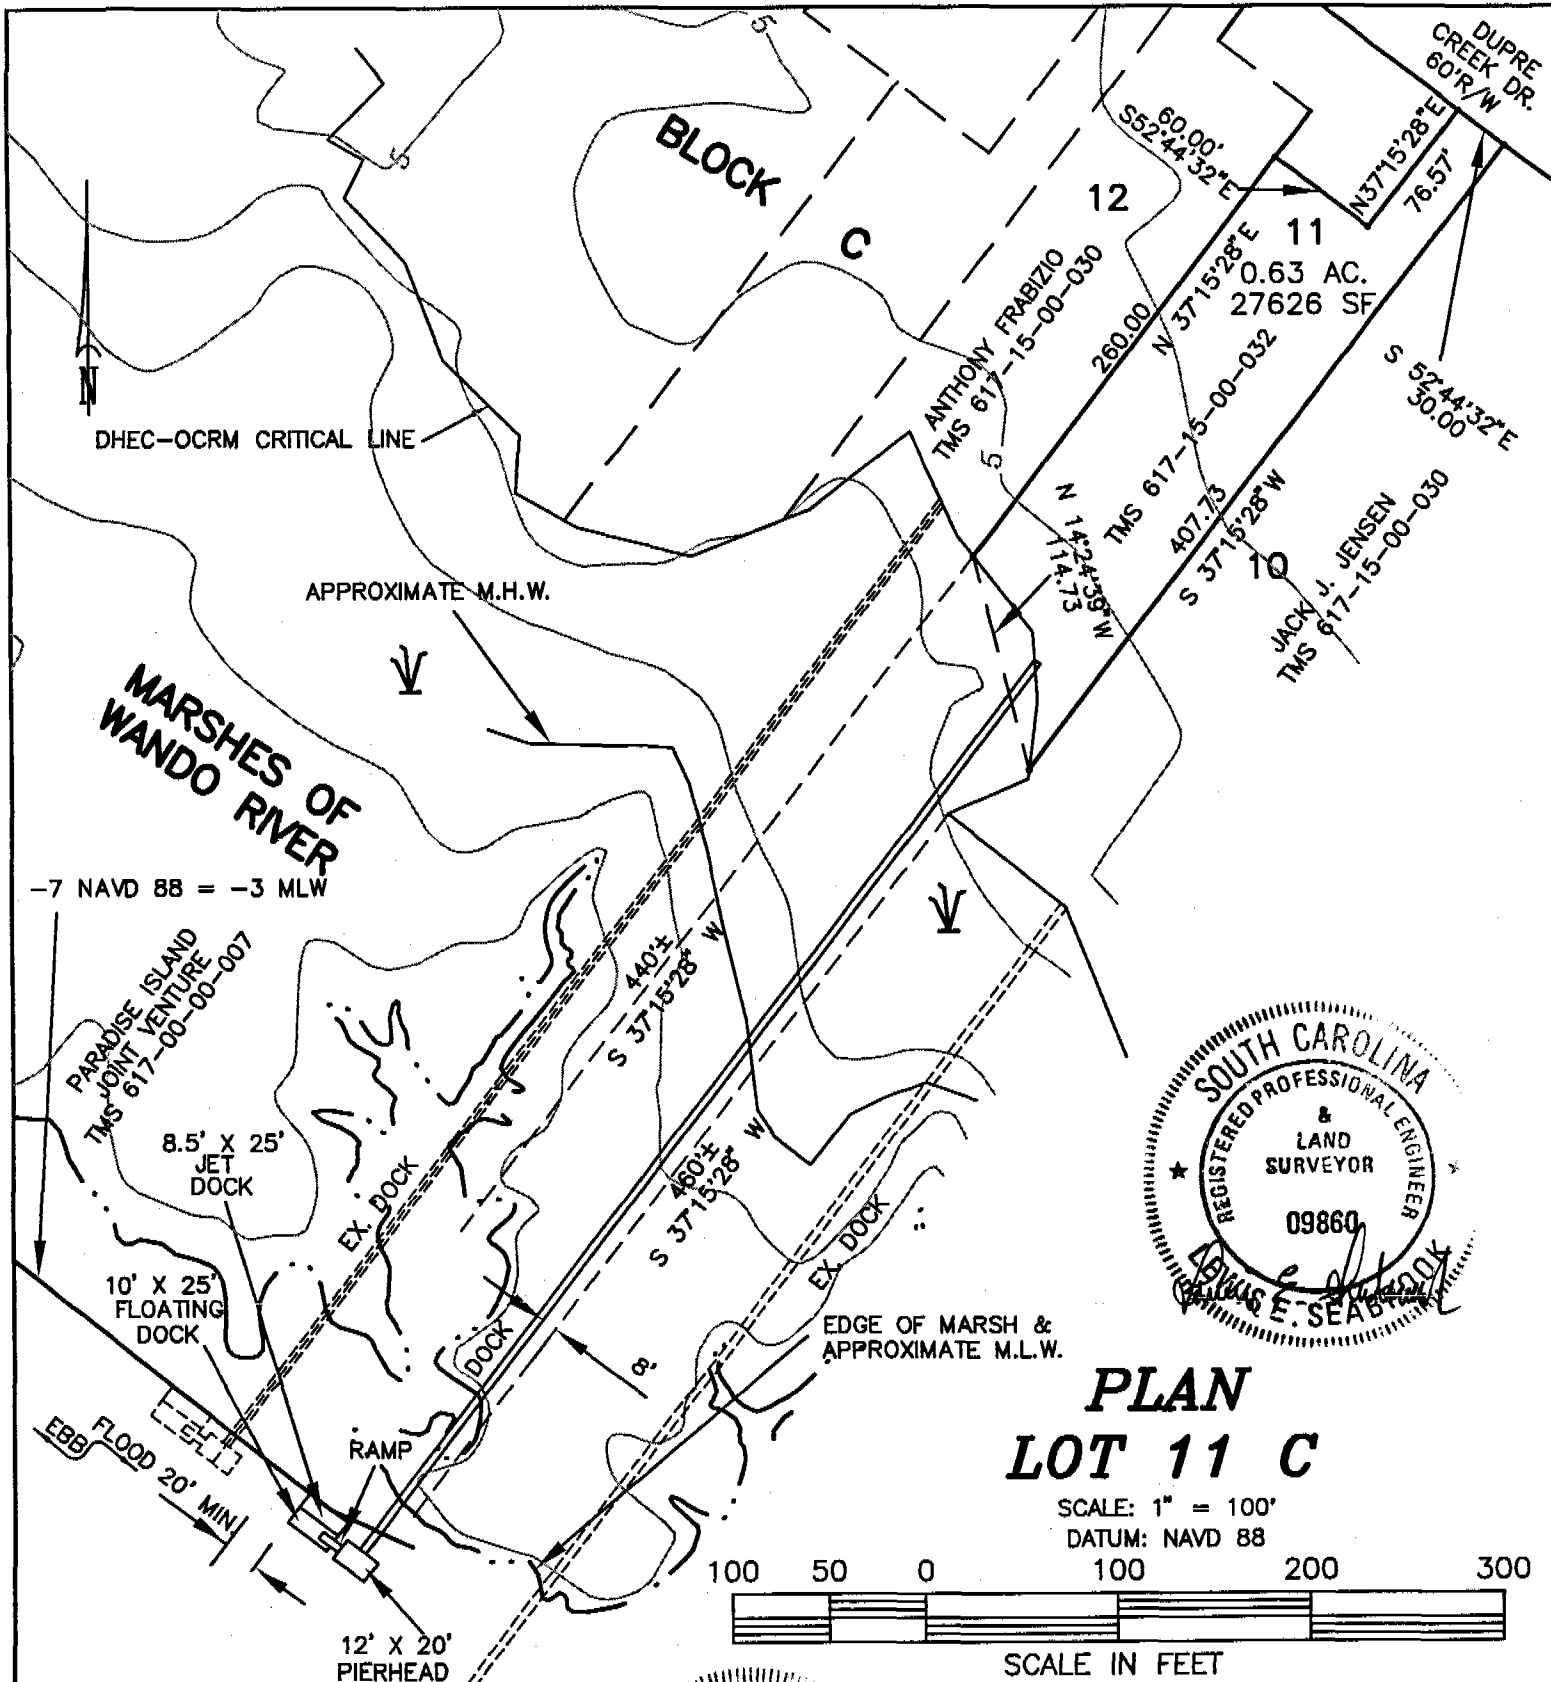 DUPRE
CREEK DR.
60'R/W
5
5
BLOCK
C
60.00'
S52°44'32"E
N37°15'28"E
76.57'
12
11
0.63 AC.
27626 SF
ANTHONY FRABIZIO
TMS 617-15-00-030
260.00
N 37°15'28"E
TMS 617-15-00-032
S 52°44'32"E
30.00
N
DHEC-OCRM CRITICAL LINE
5
N 14°24'39"W
114.73
407.73
S 37°15'28"W
10
JACK J. JENSEN
TMS 617-15-00-030
APPROXIMATE M.H.W.
MARSHES OF
WANDO RIVER
-7 NAVD 88 = -3 MLW
PARADISE ISLAND
JOINT VENTURE
TMS 617-00-00-007
440'±
S 37°15'28" W
8.5' X 25'
JET
DOCK
EX. DOCK
460'±
S 37°15'28" W
EX. DOCK
SOUTH CAROLINA
REGISTERED PROFESSIONAL ENGINEER
&
LAND
SURVEYOR
09860
LOUIS E. SEABROOK
10' X 25'
FLOATING
DOCK
DOCK
8'
EDGE OF MARSH &
APPROXIMATE M.L.W.
EBB
FLOOD
20' MIN
RAMP
12' X 20'
PIERHEAD
PLAN
LOT 11 C
SCALE: 1" = 100'
DATUM: NAVD 88
100 50 0 100 200 300
SCALE IN FEET